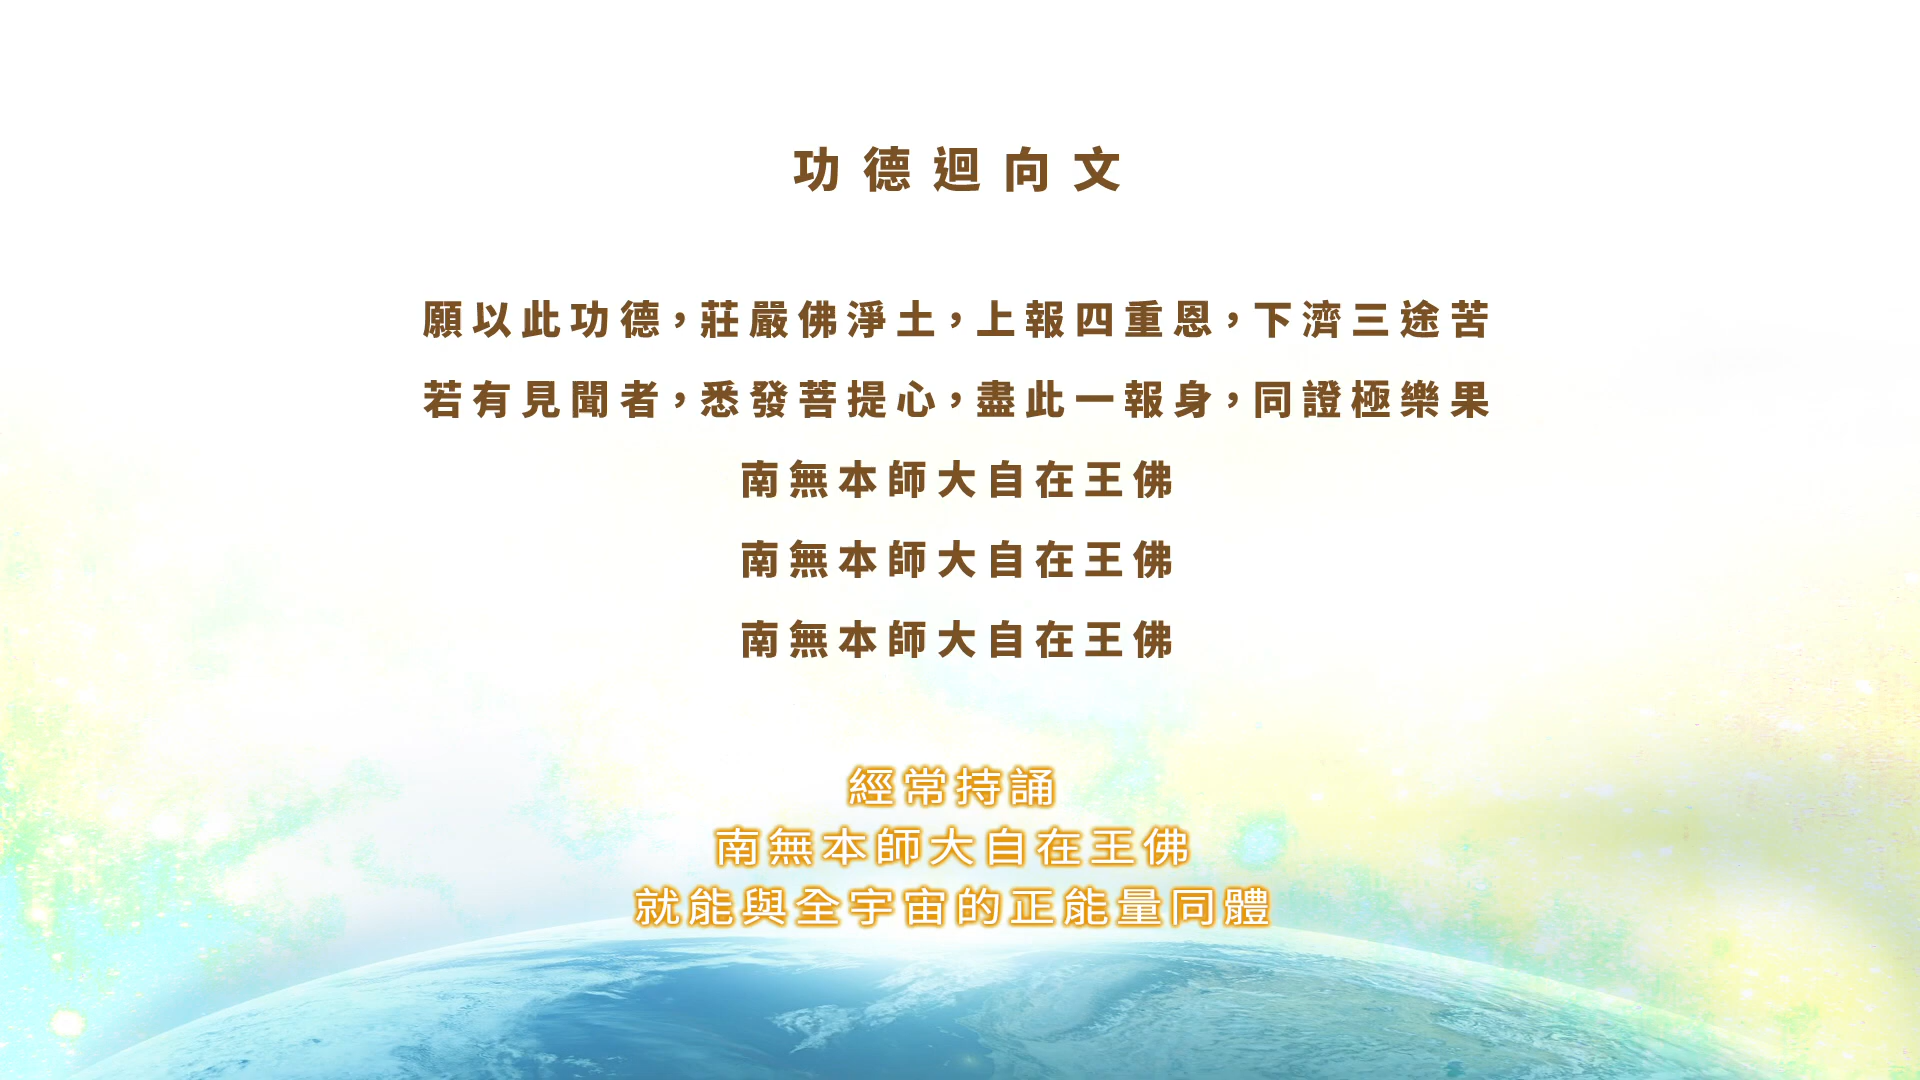 功德迴向文
願以此功德，莊嚴佛淨土，上報四重恩，下濟三途苦
若有見聞者，悉發菩提心，盡此一報身，同證極樂果
南無本師大自在王佛
南無本師大自在王佛
南無本師大自在王佛
經常持誦
南無本師大自在王佛
就能與全宇宙的正能量同體